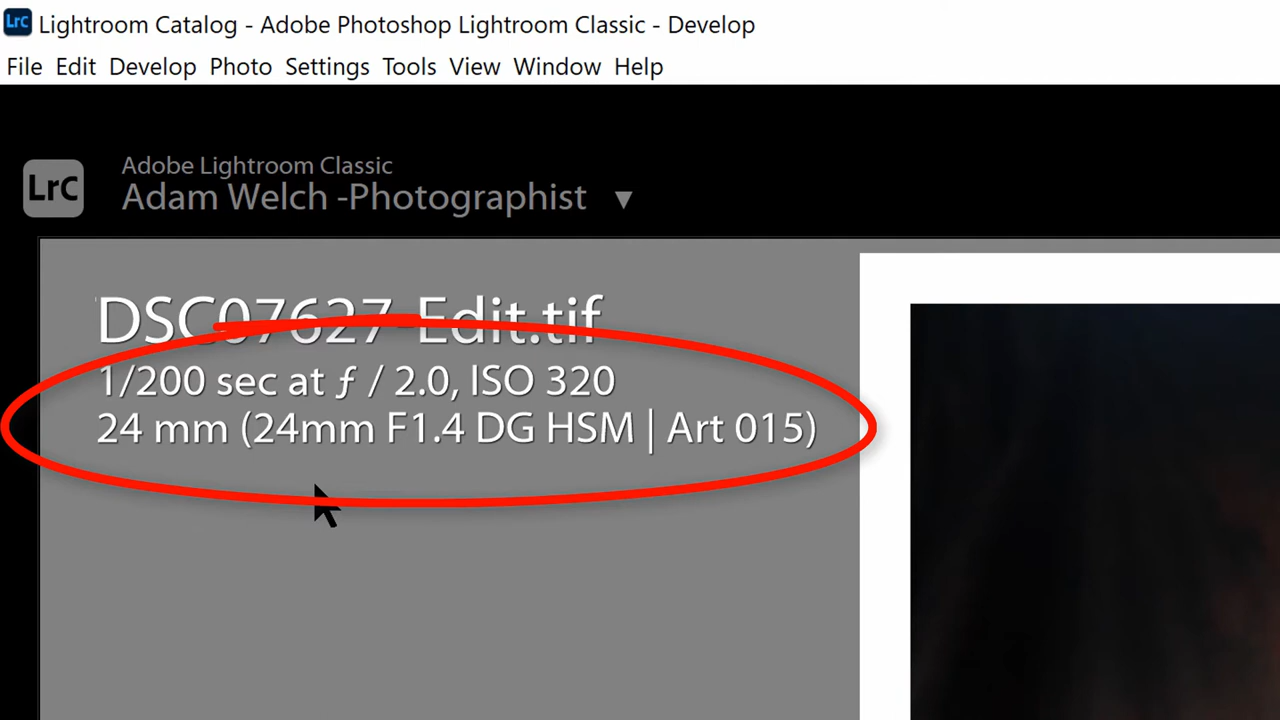 Lrc Lightroom Catalog - Adobe Photoshop Lightroom Classic - Develop
File Edit Develop Photo Settings Tools View Window Help
LrC
Adobe Lightroom Classic
Adam Welch -Photographist ▼
DSC07627-Edit.tif
1/200 sec at ƒ / 2.0, ISO 320
24 mm (24mm F1.4 DG HSM | Art 015)